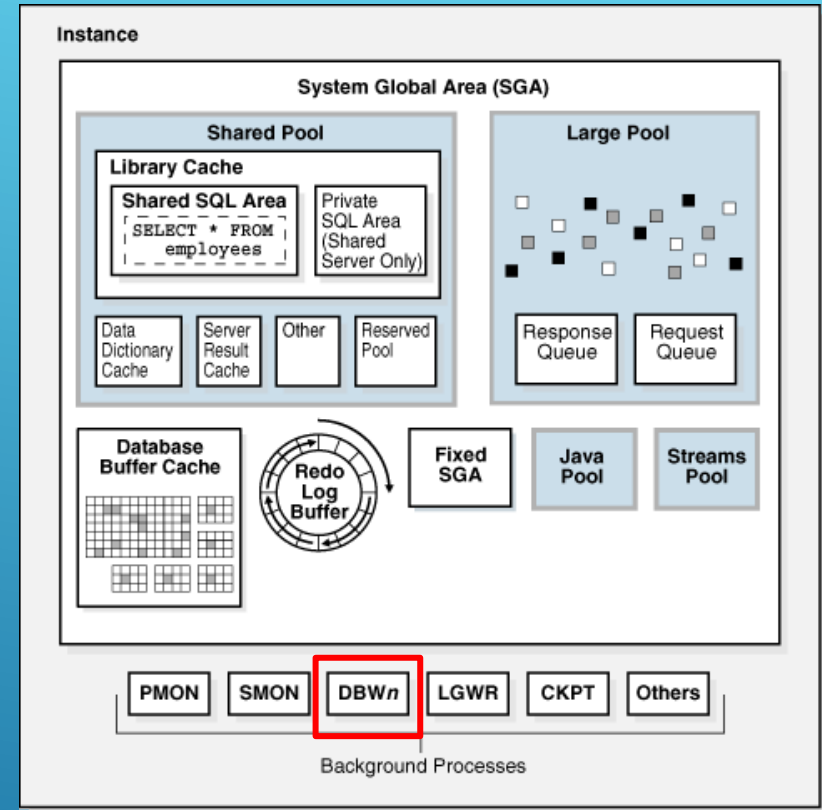 Instance
System Global Area (SGA)
Shared Pool
Library Cache
Shared SQL Area
SELECT * FROM
employees
Private
SQL Area
(Shared
Server Only)
Data
Dictionary
Cache
Server
Result
Cache
Other
Reserved
Pool
Large Pool
Response
Queue
Request
Queue
Database
Buffer Cache
Redo
Log
Buffer
Fixed
SGA
Java
Pool
Streams
Pool
PMON
SMON
DBWn
LGWR
CKPT
Others
Background Processes